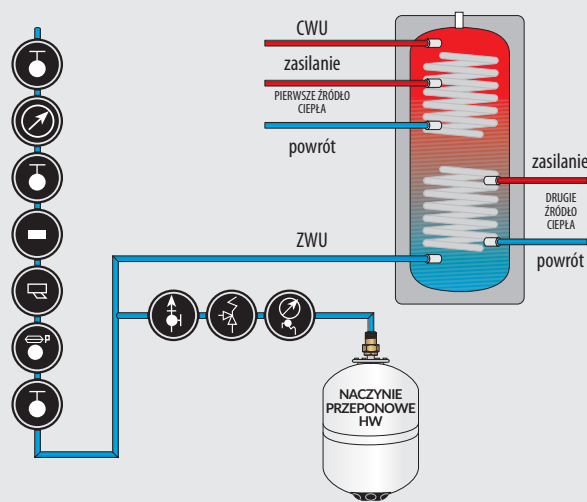 CWU
zasilanie
PIERWSZE ŹRÓDŁO
CIEPŁA
powrót
zasilanie
DRUGIE
ŹRÓDŁO
CIEPŁA
powrót
ZWU
P
NACZYNIE
PRZEPONOWE
HW